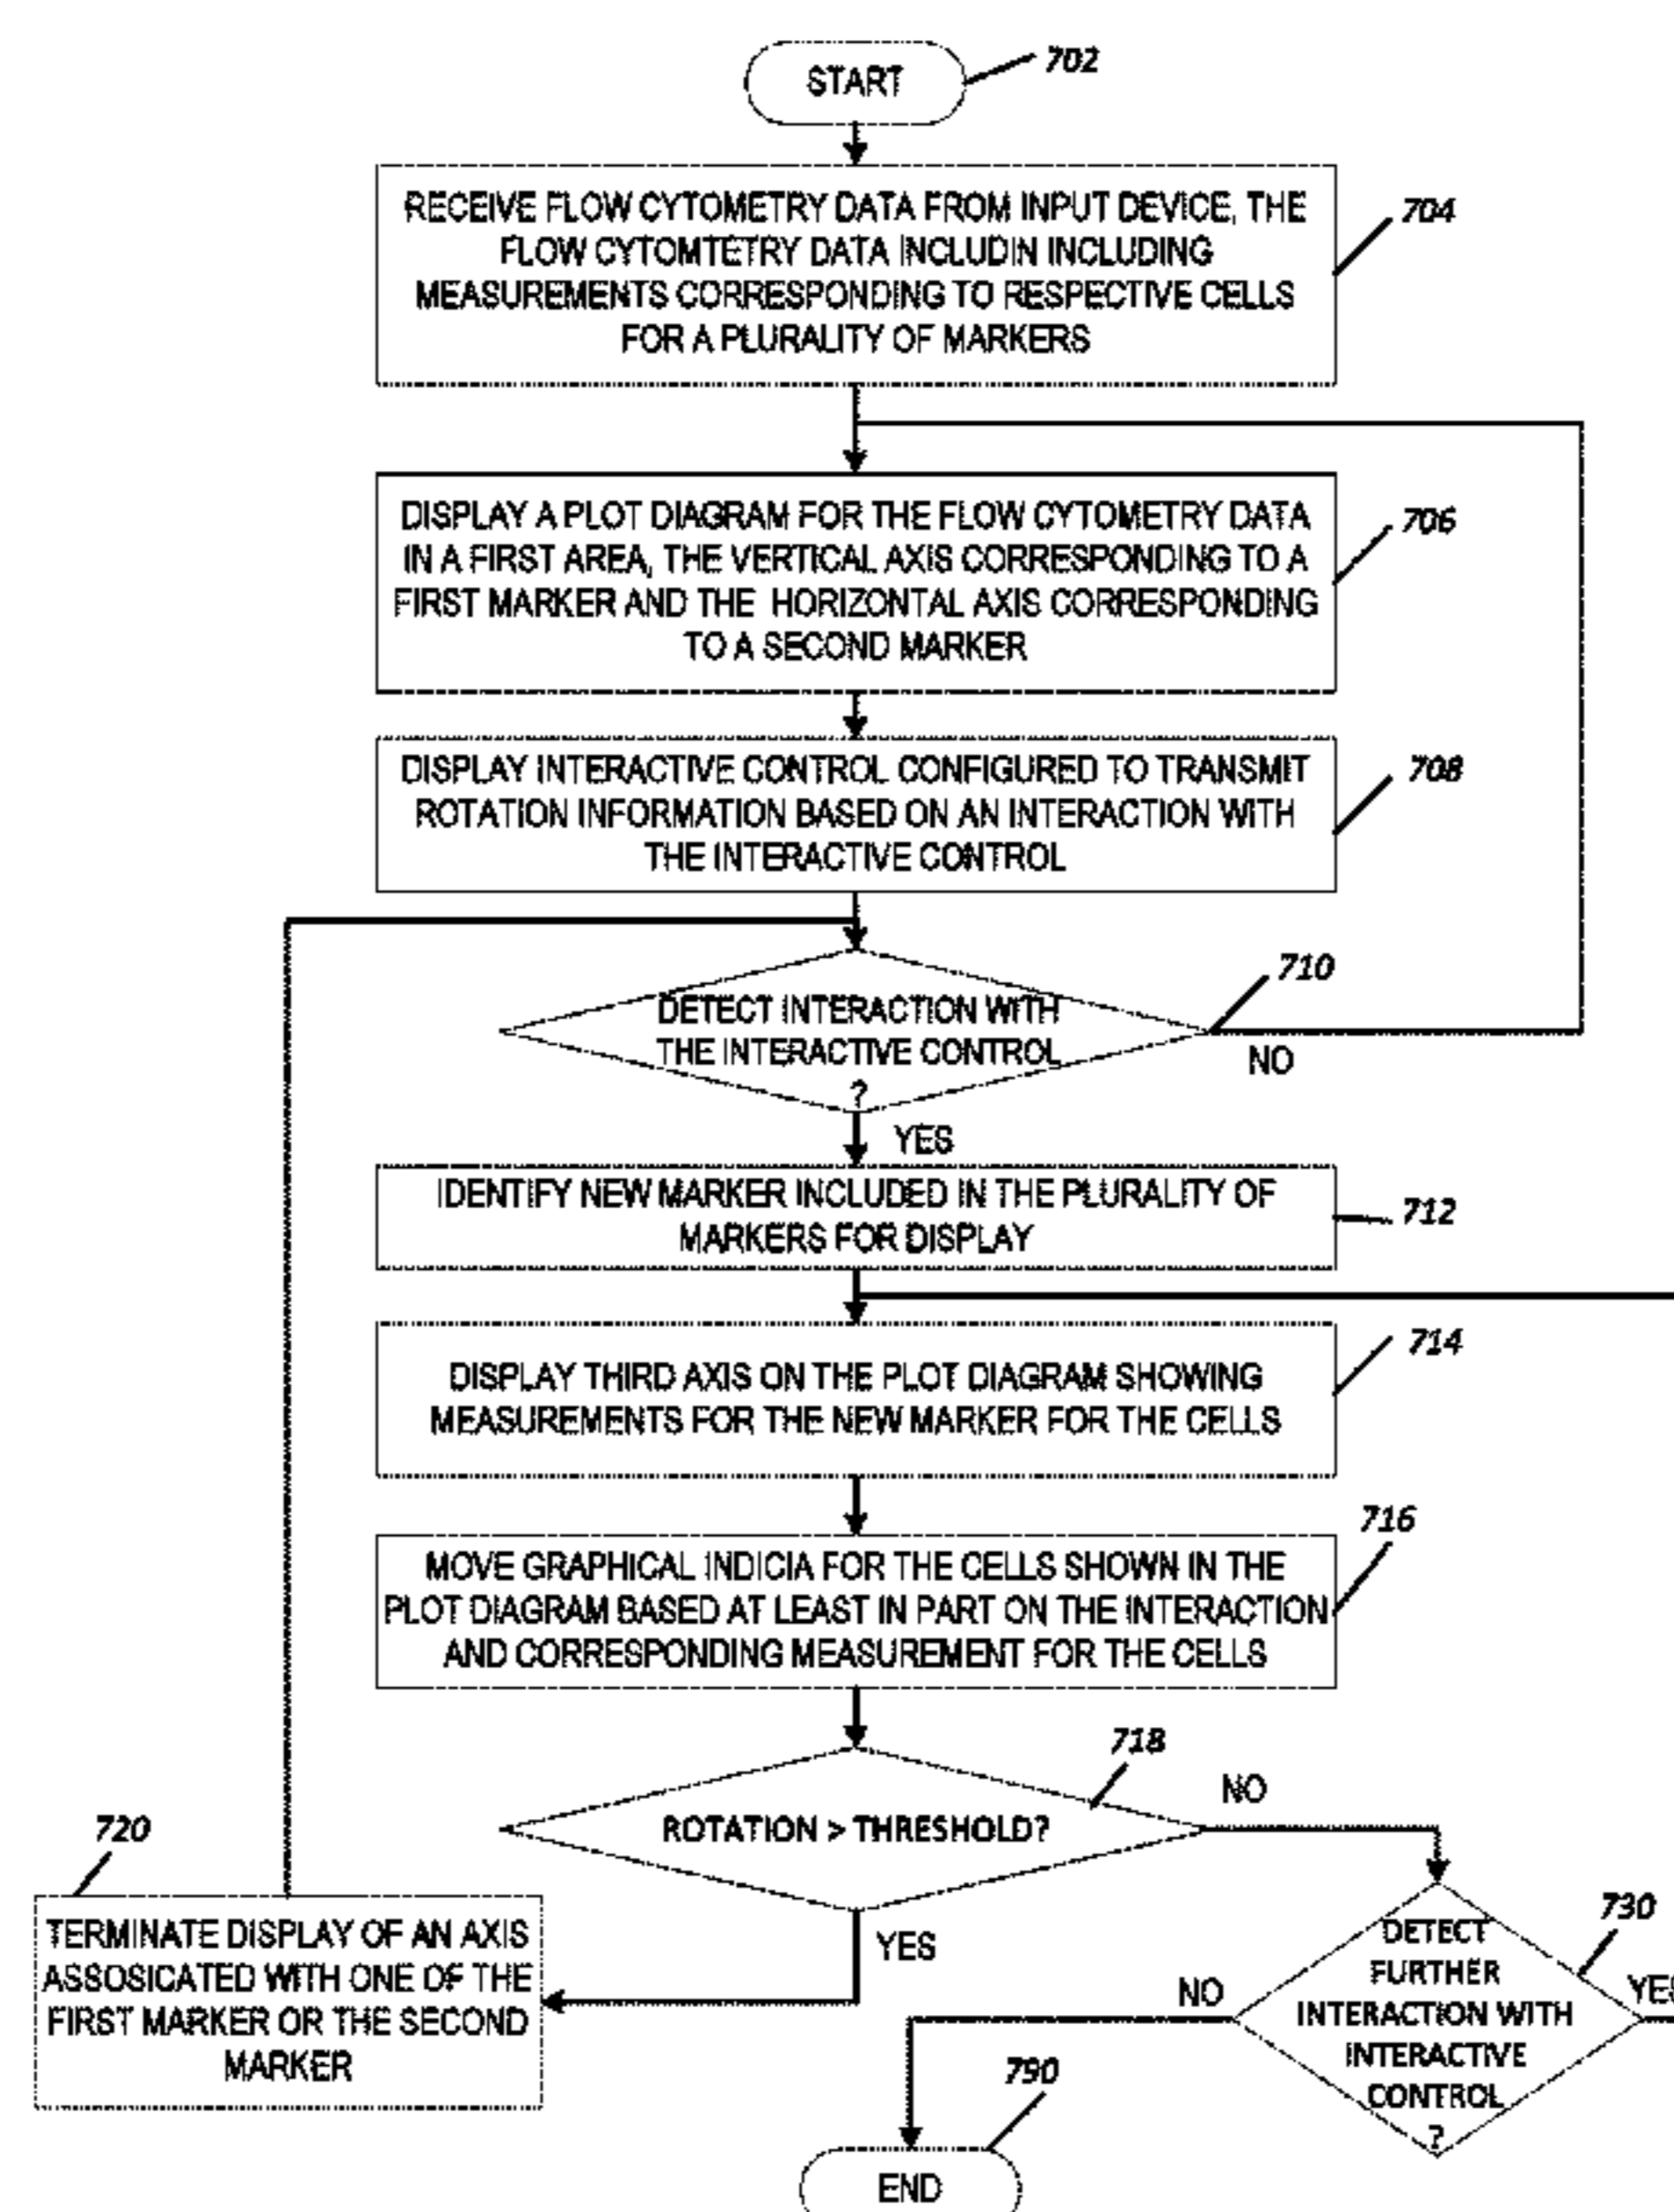 START
702
RECEIVE FLOW CYTOMETRY DATA FROM INPUT DEVICE, THE
FLOW CYTOMTETRY DATA INCLUDIN INCLUDING
MEASUREMENTS CORRESPONDING TO RESPECTIVE CELLS
FOR A PLURALITY OF MARKERS
704
DISPLAY A PLOT DIAGRAM FOR THE FLOW CYTOMETRY DATA
IN A FIRST AREA, THE VERTICAL AXIS CORRESPONDING TO A
FIRST MARKER AND THE HORIZONTAL AXIS CORRESPONDING
TO A SECOND MARKER
706
DISPLAY INTERACTIVE CONTROL CONFIGURED TO TRANSMIT
ROTATION INFORMATION BASED ON AN INTERACTION WITH
THE INTERACTIVE CONTROL
708
DETECT INTERACTION WITH
THE INTERACTIVE CONTROL
?
710
NO
YES
IDENTIFY NEW MARKER INCLUDED IN THE PLURALITY OF
MARKERS FOR DISPLAY
712
DISPLAY THIRD AXIS ON THE PLOT DIAGRAM SHOWING
MEASUREMENTS FOR THE NEW MARKER FOR THE CELLS
714
MOVE GRAPHICAL INDICIA FOR THE CELLS SHOWN IN THE
PLOT DIAGRAM BASED AT LEAST IN PART ON THE INTERACTION
AND CORRESPONDING MEASUREMENT FOR THE CELLS
716
ROTATION > THRESHOLD?
718
NO
YES
720
TERMINATE DISPLAY OF AN AXIS
ASSOSICATED WITH ONE OF THE
FIRST MARKER OR THE SECOND
MARKER
DETECT
FURTHER
INTERACTION WITH
INTERACTIVE
CONTROL
?
730
YES
NO
790
END